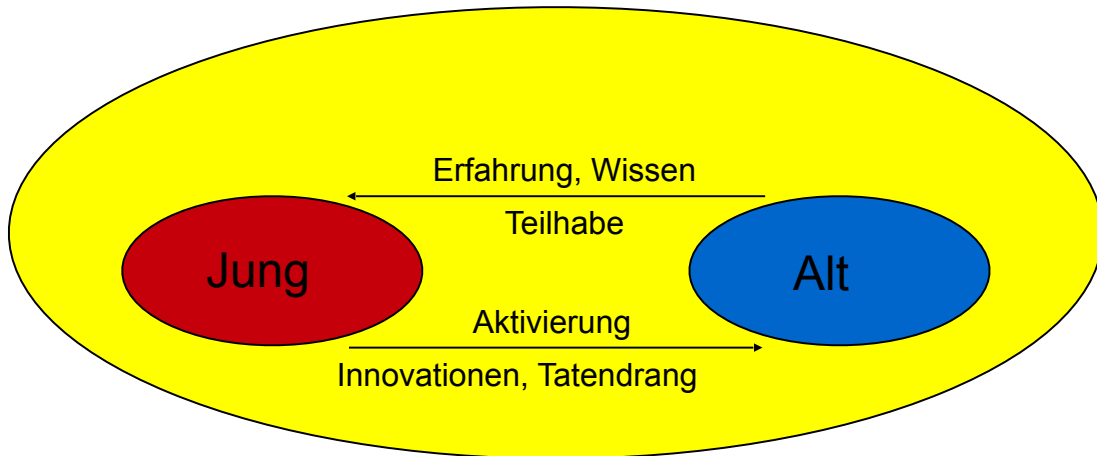 Erfahrung, Wissen
Teilhabe
Jung
Alt
Aktivierung
Innovationen, Tatendrang